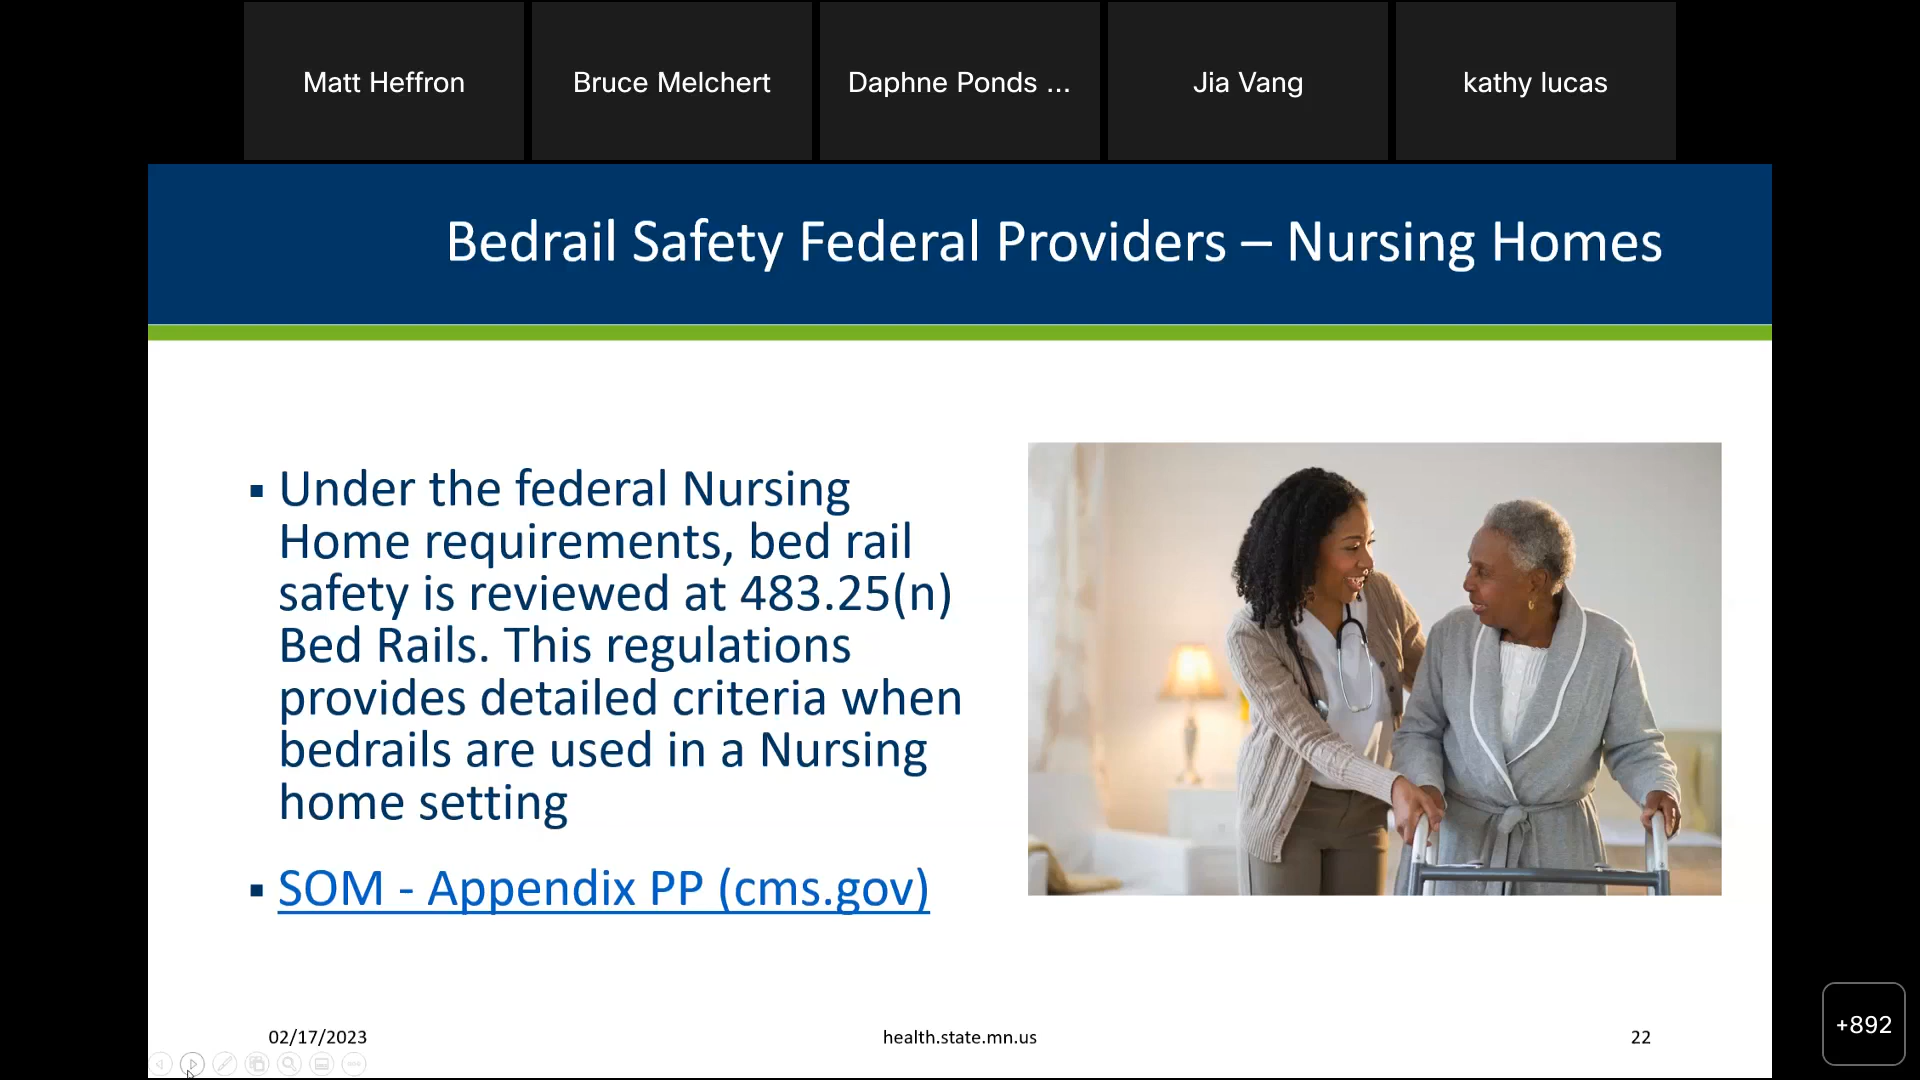 Matt Heffron
Bruce Melchert
Daphne Ponds ...
Jia Vang
kathy lucas
Bedrail Safety Federal Providers – Nursing Homes
▪ Under the federal Nursing
Home requirements, bed rail
safety is reviewed at 483.25(n)
Bed Rails. This regulations
provides detailed criteria when
bedrails are used in a Nursing
home setting
▪ SOM - Appendix PP (cms.gov)
02/17/2023
health.state.mn.us
22
+892